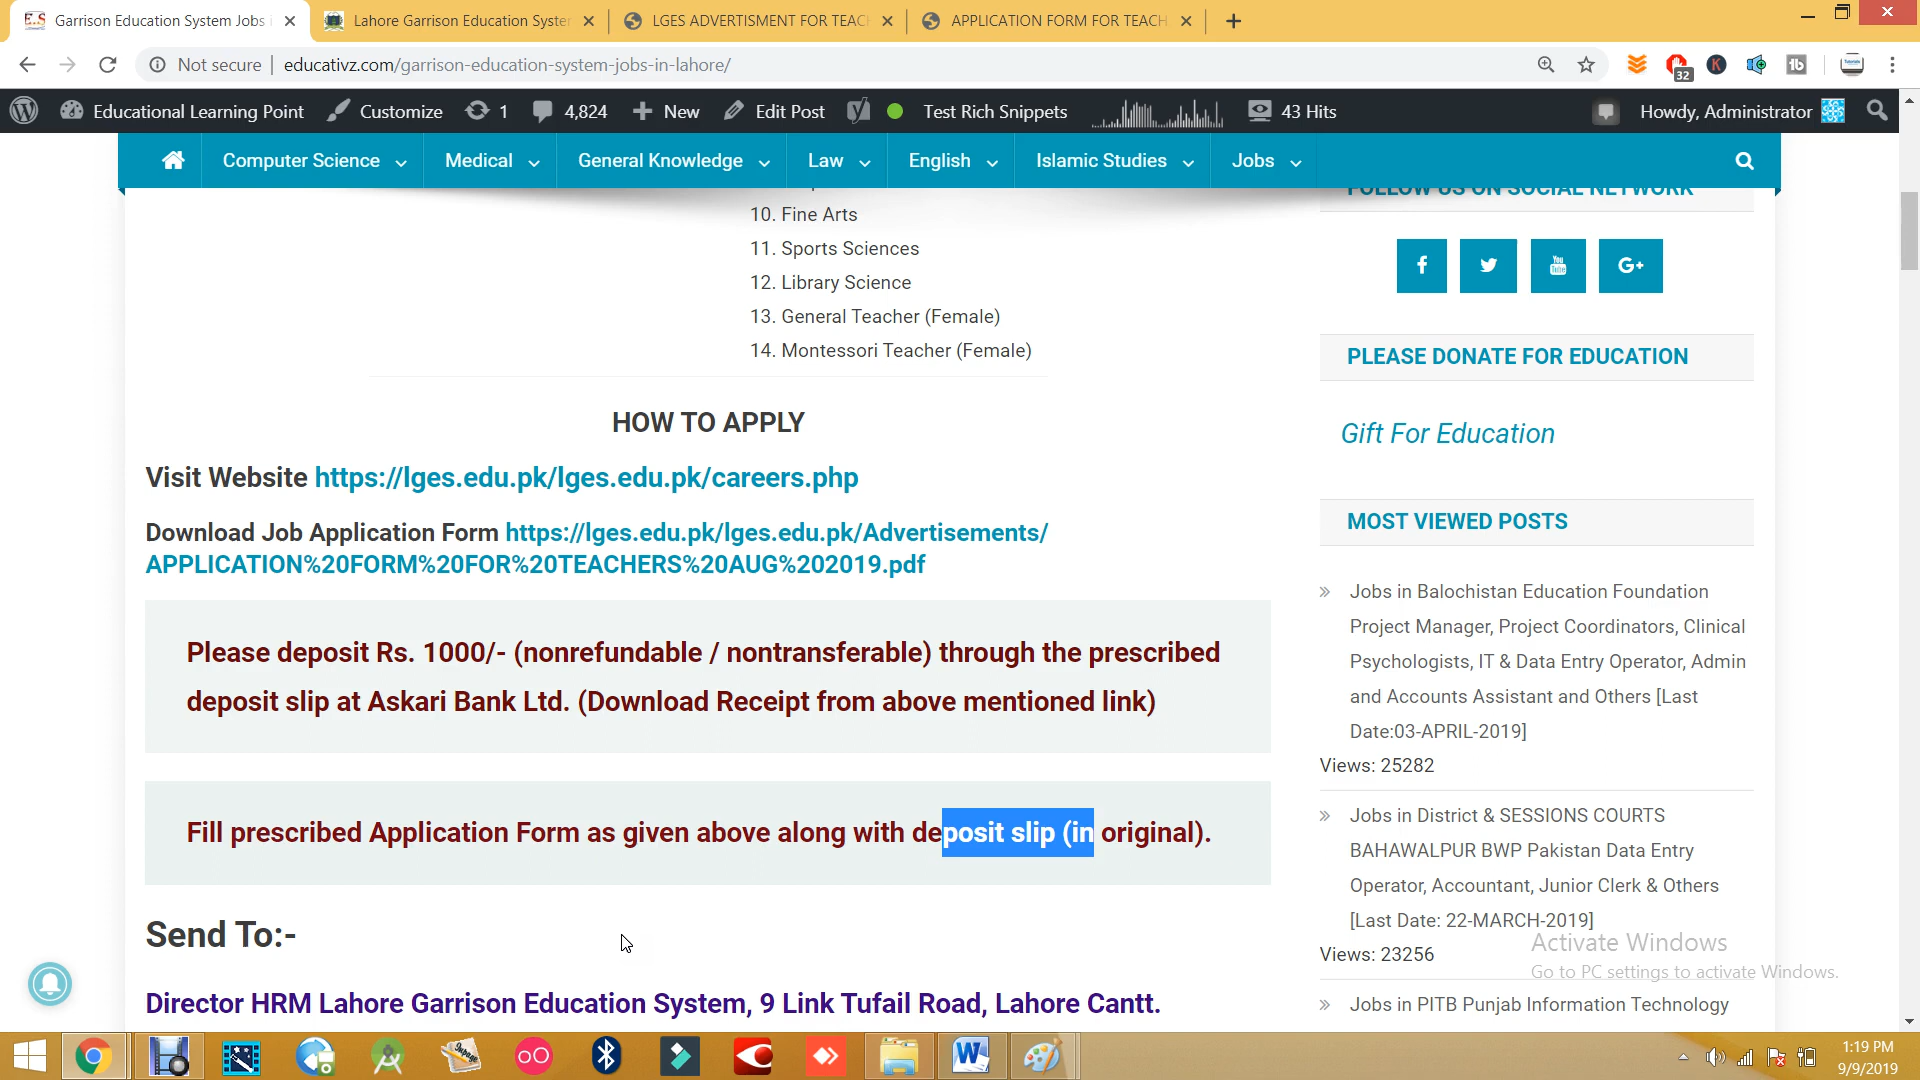 Garrison Education System Jobs i
Lahore Garrison Education System
LGES ADVERTISMENT FOR TEAC
APPLICATION FORM FOR TEACH
Not secure | educativz.com/garrison-education-system-jobs-in-lahore/
32
K
Educational Learning Point
Customize
1
4,824
New
Edit Post
Test Rich Snippets
43 Hits
Howdy, Administrator
Computer Science
Medical
General Knowledge
Law
English
Islamic Studies
Jobs
FOLLOW US ON SOCIAL NETWORK
10. Fine Arts
11. Sports Sciences
12. Library Science
13. General Teacher (Female)
14. Montessori Teacher (Female)
HOW TO APPLY
Visit Website https://lges.edu.pk/lges.edu.pk/careers.php
Download Job Application Form https://lges.edu.pk/lges.edu.pk/Advertisements/
APPLICATION%20FORM%20FOR%20TEACHERS%20AUG%202019.pdf
Please deposit Rs. 1000/- (nonrefundable / nontransferable) through the prescribed
deposit slip at Askari Bank Ltd. (Download Receipt from above mentioned link)
Fill prescribed Application Form as given above along with deposit slip (in original).
Send To:-
Director HRM Lahore Garrison Education System, 9 Link Tufail Road, Lahore Cantt.
PLEASE DONATE FOR EDUCATION
Gift For Education
MOST VIEWED POSTS
Jobs in Balochistan Education Foundation
Project Manager, Project Coordinators, Clinical
Psychologists, IT & Data Entry Operator, Admin
and Accounts Assistant and Others [Last
Date:03-APRIL-2019]
Views: 25282
Jobs in District & SESSIONS COURTS
BAHAWALPUR BWP Pakistan Data Entry
Operator, Accountant, Junior Clerk & Others
[Last Date: 22-MARCH-2019]
Views: 23256
Jobs in PITB Punjab Information Technology
Activate Windows
Go to PC settings to activate Windows.
1:19 PM
9/9/2019